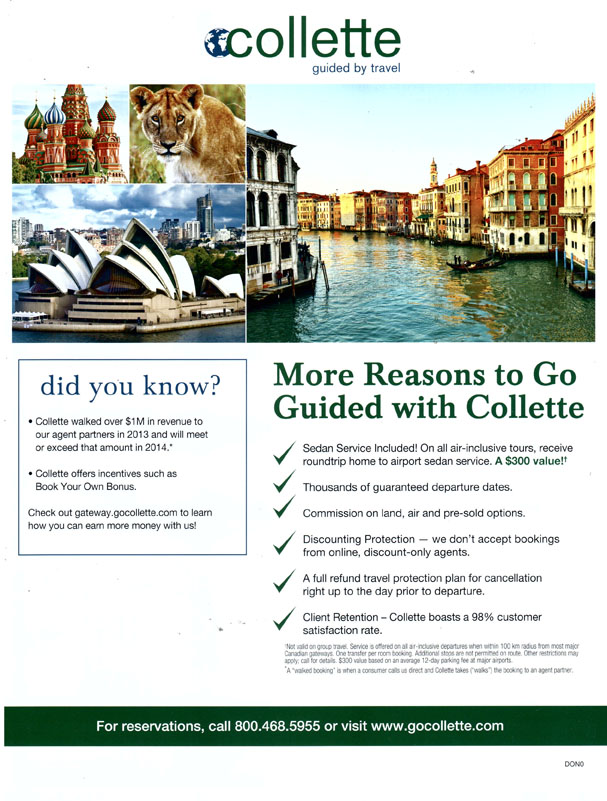 collette
guided by travel
did you know?
• Collette walked over $1M in revenue to
our agent partners in 2013 and will meet
or exceed that amount in 2014.*
• Collette offers incentives such as
Book Your Own Bonus.
Check out gateway.gocollette.com to learn
how you can earn more money with us!
More Reasons to Go
Guided with Collette
Sedan Service Included! On all air-inclusive tours, receive
roundtrip home to airport sedan service. A $300 value!†
Thousands of guaranteed departure dates.
Commission on land, air and pre-sold options.
Discounting Protection — we don't accept bookings
from online, discount-only agents.
A full refund travel protection plan for cancellation
right up to the day prior to departure.
Client Retention – Collette boasts a 98% customer
satisfaction rate.
†Not valid on group travel. Service is offered on all air-inclusive departures when within 100 km radius from most major
Canadian gateways. One transfer per room booking. Additional stops are not permitted on route. Other restrictions may
apply; call for details. $300 value based on an average 12-day parking fee at major airports.
*A "walked booking" is when a consumer calls us direct and Collette takes ("walks") the booking to an agent partner.
For reservations, call 800.468.5955 or visit www.gocollette.com
DON0